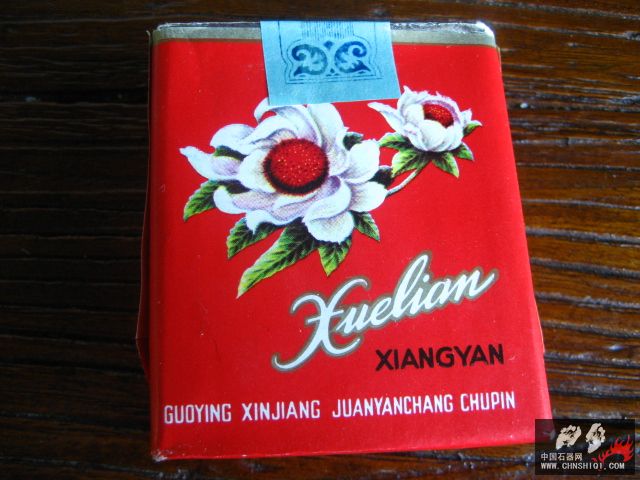 Xuelian
XIANGYAN
GUOYING XINJIANG JUANYANCHANG CHUPIN
中国石器网
WWW.CHNSHIQI.COM